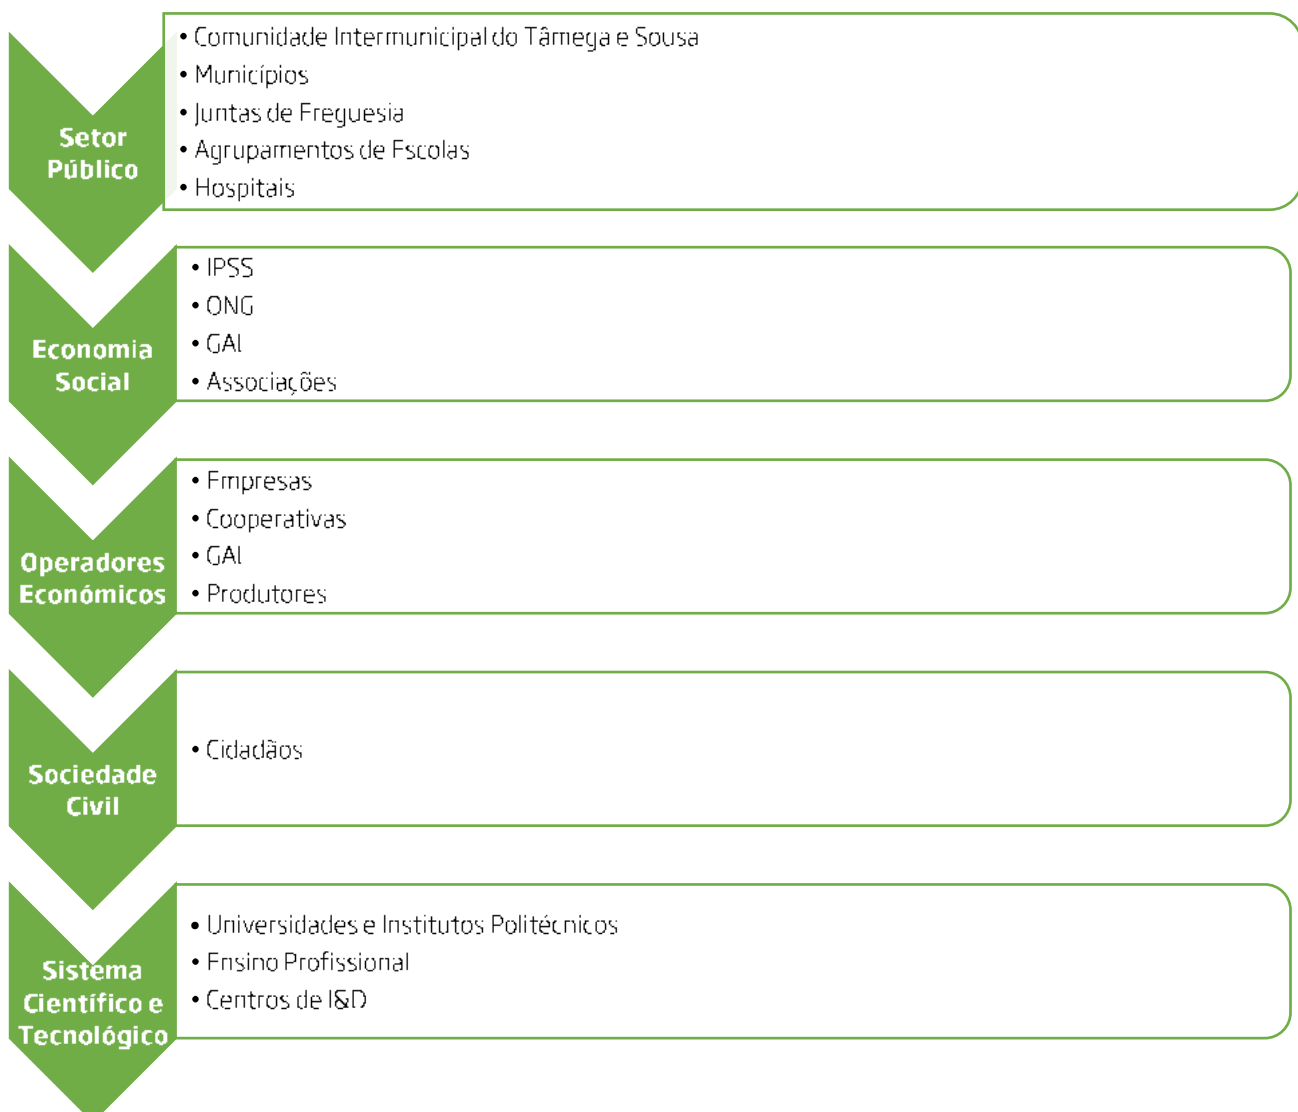 Setor
Público
• Comunidade Intermunicipal do Tâmega e Sousa
• Municípios
• Juntas de Freguesia
• Agrupamentos de Escolas
• Hospitais
Economia
Social
• IPSS
• ONG
• GAL
• Associações
Operadores
Económicos
• Empresas
• Cooperativas
• GAL
• Produtores
Sociedade
Civil
• Cidadãos
Sistema
Científico e
Tecnológico
• Universidades e Institutos Politécnicos
• Ensino Profissional
• Centros de I&D